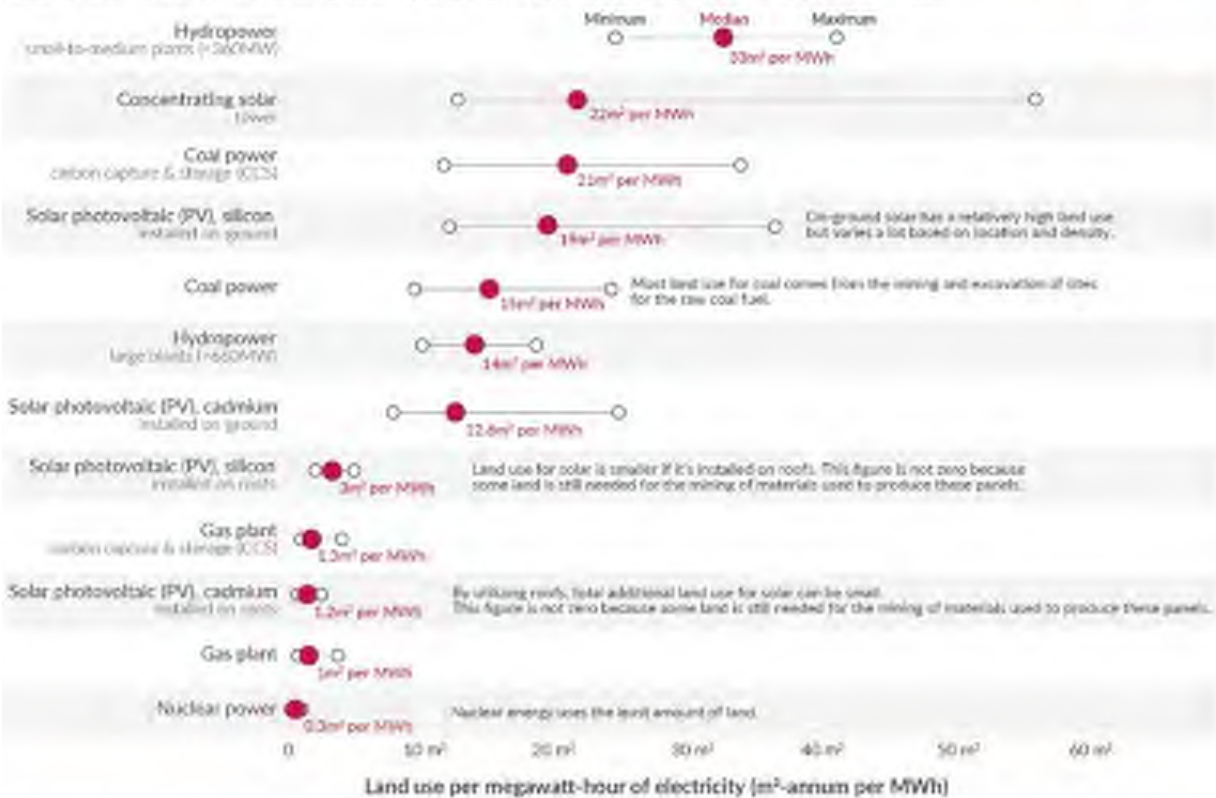 Minimum Median Maximum
Hydropower
small-to-medium plants (<360MW)
33m² per MWh
Concentrating solar
tower
22m² per MWh
Coal power
carbon capture & storage (CCS)
21m² per MWh
Solar photovoltaic (PV), silicon
installed on ground
19m² per MWh
On-ground solar has a relatively high land use
but varies a lot based on location and density.
Coal power
15m² per MWh
Most land use for coal comes from the mining and excavation of sites
for the raw coal fuel.
Hydropower
large plants (>660MW)
14m² per MWh
Solar photovoltaic (PV), cadmium
installed on ground
12.6m² per MWh
Solar photovoltaic (PV), silicon
installed on roofs
3m² per MWh
Land use for solar is smaller if it's installed on roofs. This figure is not zero because
some land is still needed for the mining of materials used to produce these panels.
Gas plant
carbon capture & storage (CCS)
1.3m² per MWh
Solar photovoltaic (PV), cadmium
installed on roofs
1.2m² per MWh
By utilizing roofs, total additional land use for solar can be small.
This figure is not zero because some land is still needed for the mining of materials used to produce these panels.
Gas plant
1m² per MWh
Nuclear power
0.3m² per MWh
Nuclear energy uses the least amount of land.
0 10 m² 20 m² 30 m² 40 m² 50 m² 60 m²
Land use per megawatt-hour of electricity (m²-annum per MWh)